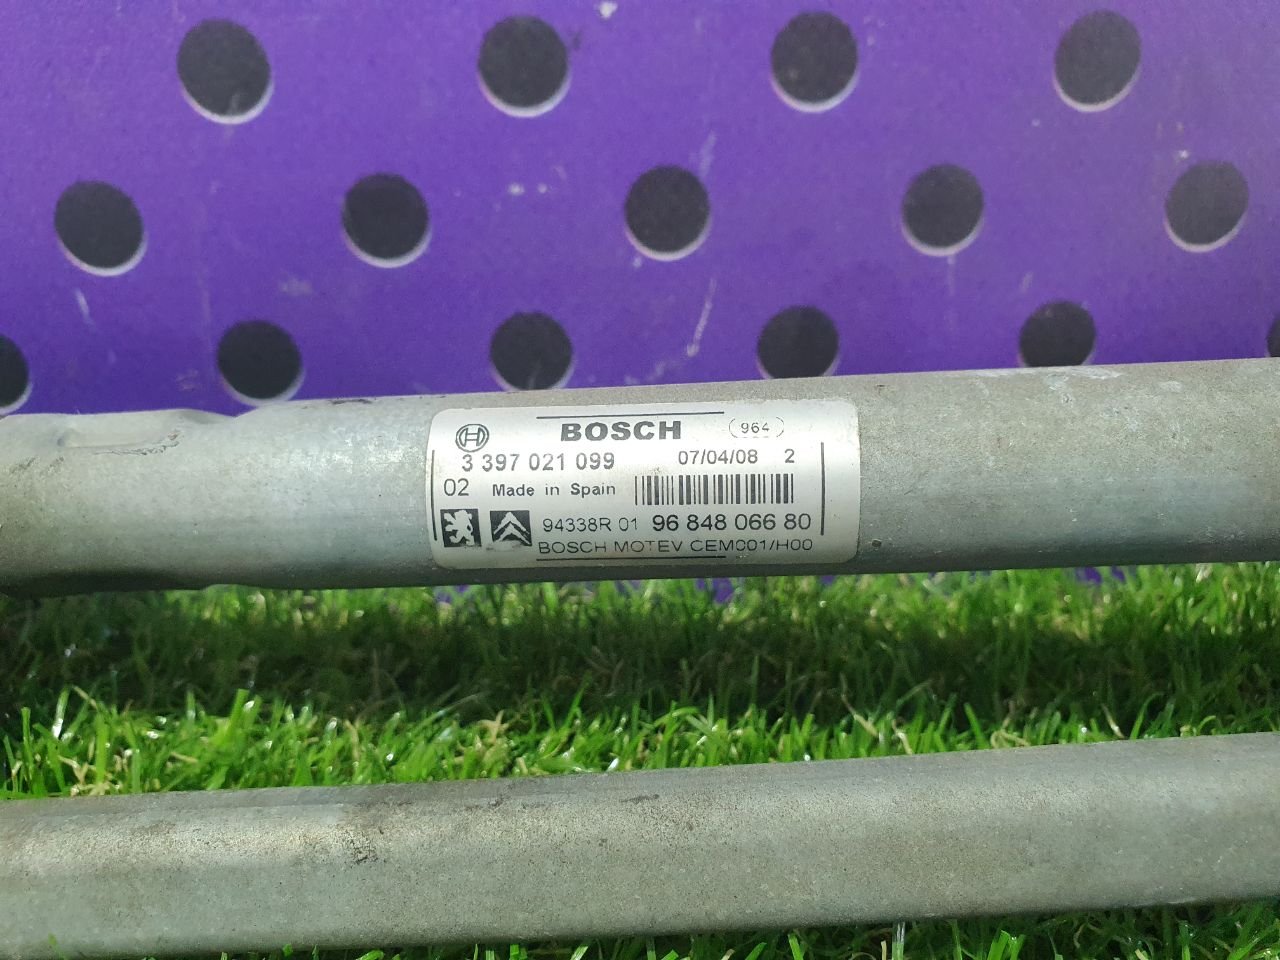 BOSCH
964
3 397 021 099 07/04/08 2
02 Made in Spain
94338R 01 96 848 066 80
BOSCH MOTEV CEM001/H00